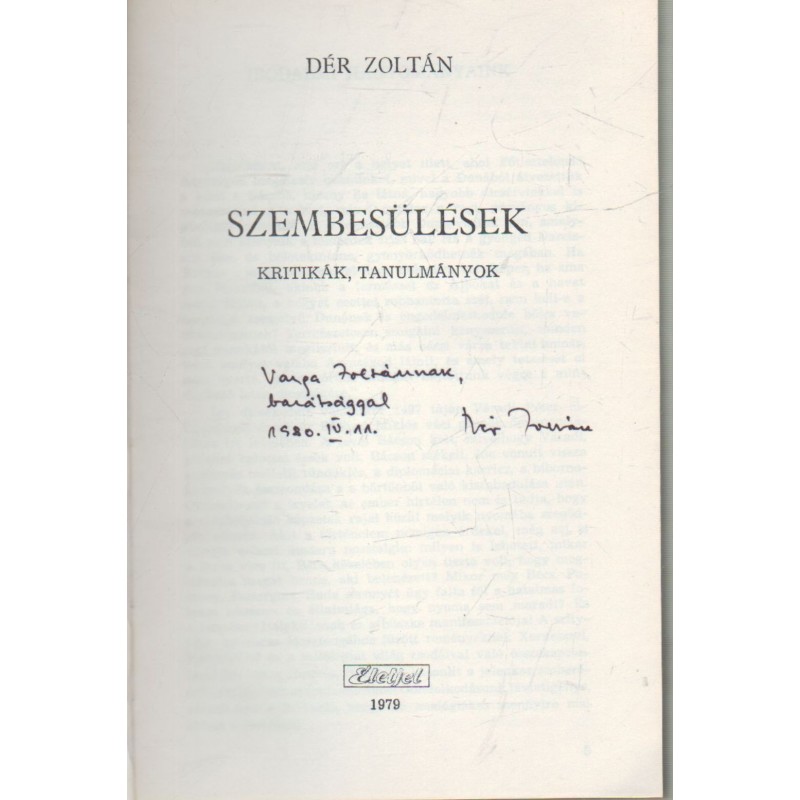 DÉR ZOLTÁN
SZEMBESÜLÉSEK
KRITIKÁK, TANULMÁNYOK
Varga Zoltánnak,
barátsággal
1980. IV. 11. Dér Zoltán
Életjel
1979